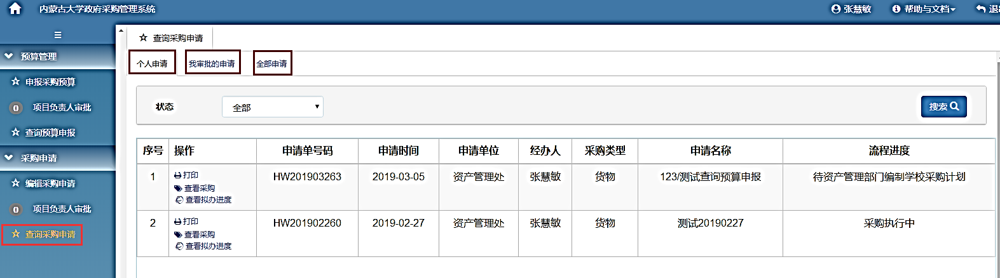 内蒙古大学政府采购管理系统 张慧敏 帮助与文档
查询采购申请
预算管理
个人申请 我审批的申请 全部申请
申报采购预算
状态 全部 搜索
项目负责人审批
查询预算申报
序号 操作 申请单号码 申请时间 申请单位 经办人 采购类型 申请名称 流程进度
采购申请
1 打印 HW201903263 2019-03-05 资产管理处 张慧敏 货物 123/测试查询预算申报 待资产管理部门编制学校采购计划
查看采购
查看拟办进度
编辑采购申请
0 项目负责人审批
2 打印 HW201902260 2019-02-27 资产管理处 张慧敏 货物 测试20190227 采购执行中
查看采购
查看拟办进度
查询采购申请